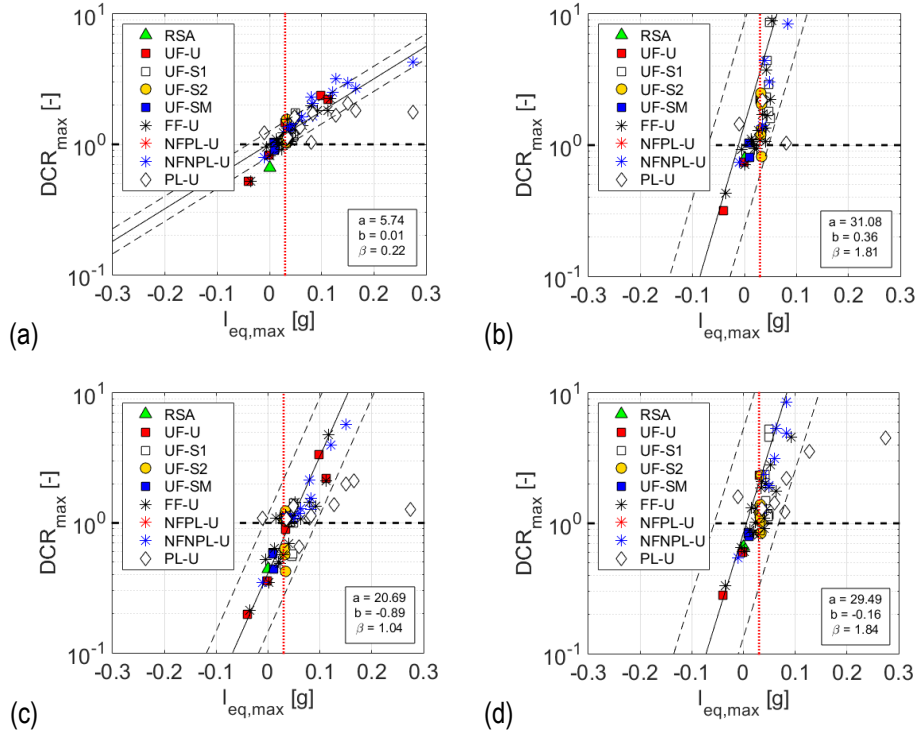 10^1
10^0
10^-1
DCR_max [-]
RSA
UF-U
UF-S1
UF-S2
UF-SM
FF-U
NFPL-U
NFNPL-U
PL-U
a = 5.74
b = 0.01
β = 0.22
-0.3 -0.2 -0.1 0 0.1 0.2 0.3
I_eq,max [g]
(a)
10^1
10^0
10^-1
DCR_max [-]
RSA
UF-U
UF-S1
UF-S2
UF-SM
FF-U
NFPL-U
NFNPL-U
PL-U
a = 31.08
b = 0.36
β = 1.81
-0.3 -0.2 -0.1 0 0.1 0.2 0.3
I_eq,max [g]
(b)
10^1
10^0
10^-1
DCR_max [-]
RSA
UF-U
UF-S1
UF-S2
UF-SM
FF-U
NFPL-U
NFNPL-U
PL-U
a = 20.69
b = -0.89
β = 1.04
-0.3 -0.2 -0.1 0 0.1 0.2 0.3
I_eq,max [g]
(c)
10^1
10^0
10^-1
DCR_max [-]
RSA
UF-U
UF-S1
UF-S2
UF-SM
FF-U
NFPL-U
NFNPL-U
PL-U
a = 29.49
b = -0.16
β = 1.84
-0.3 -0.2 -0.1 0 0.1 0.2 0.3
I_eq,max [g]
(d)